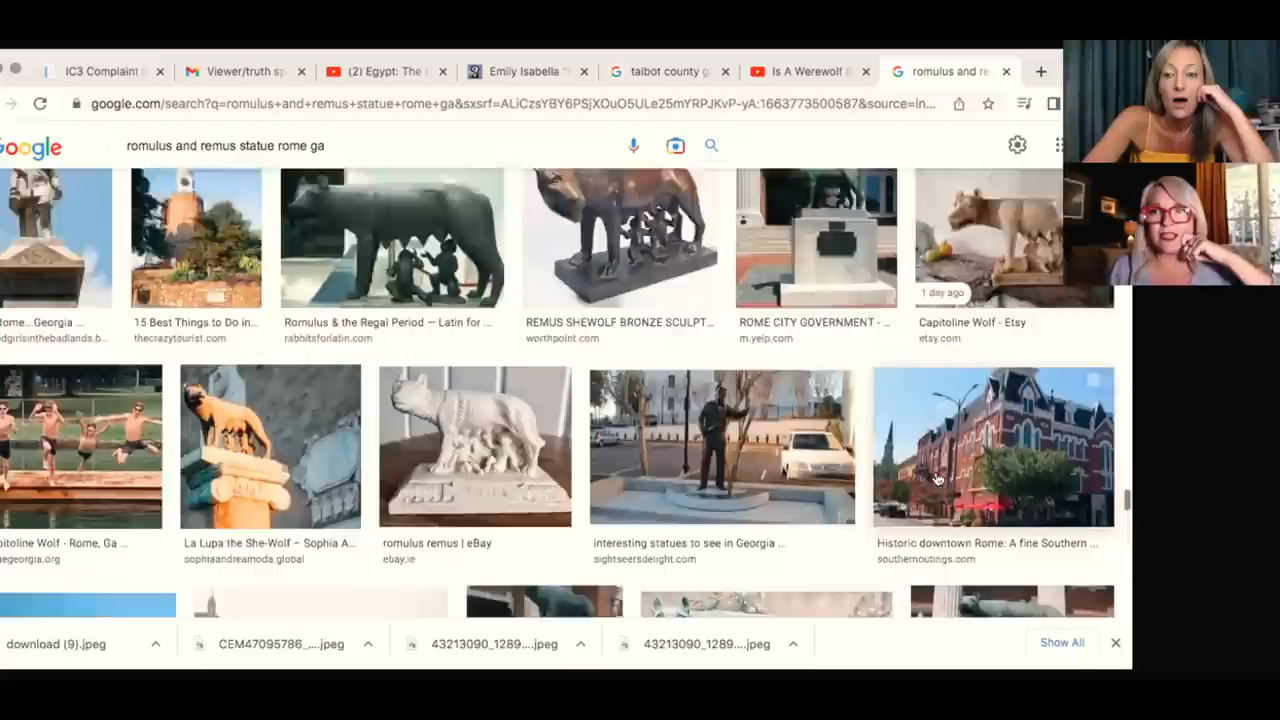 IC3 Complaint
Viewer/truth sp
(2) Egypt: The
Emily Isabella "
talbot county g
Is A Werewolf
romulus and re
google.com/search?q=romulus+and+remus+statue+rome+ga&sxsrf=ALiCzsYBY6PSjXOuO5ULe25mYRPJKvP-yA:1663773500587&source=ln...
Google
romulus and remus statue rome ga
1 day ago
Rome...Georgia ...
15 Best Things to Do in...
Romulus & the Regal Period – Latin for ...
REMUS SHEWOLF BRONZE SCULPT...
ROME CITY GOVERNMENT - ...
Capitoline Wolf - Etsy
dgirlsinthebadlands.b...
thecrazytourist.com
rabbitsforlatin.com
worthpoint.com
m.yelp.com
etsy.com
pitoline Wolf - Rome, Ga ...
La Lupa the She-Wolf – Sophia A...
romulus remus | eBay
interesting statues to see in Georgia ...
Historic downtown Rome: A fine Southern ...
egeorgia.org
sophiaandreamoda.global
ebay.ie
sightseersdelight.com
southernoutings.com
download (9).jpeg
CEM47095786_....jpeg
43213090_1289....jpeg
43213090_1289....jpeg
Show All